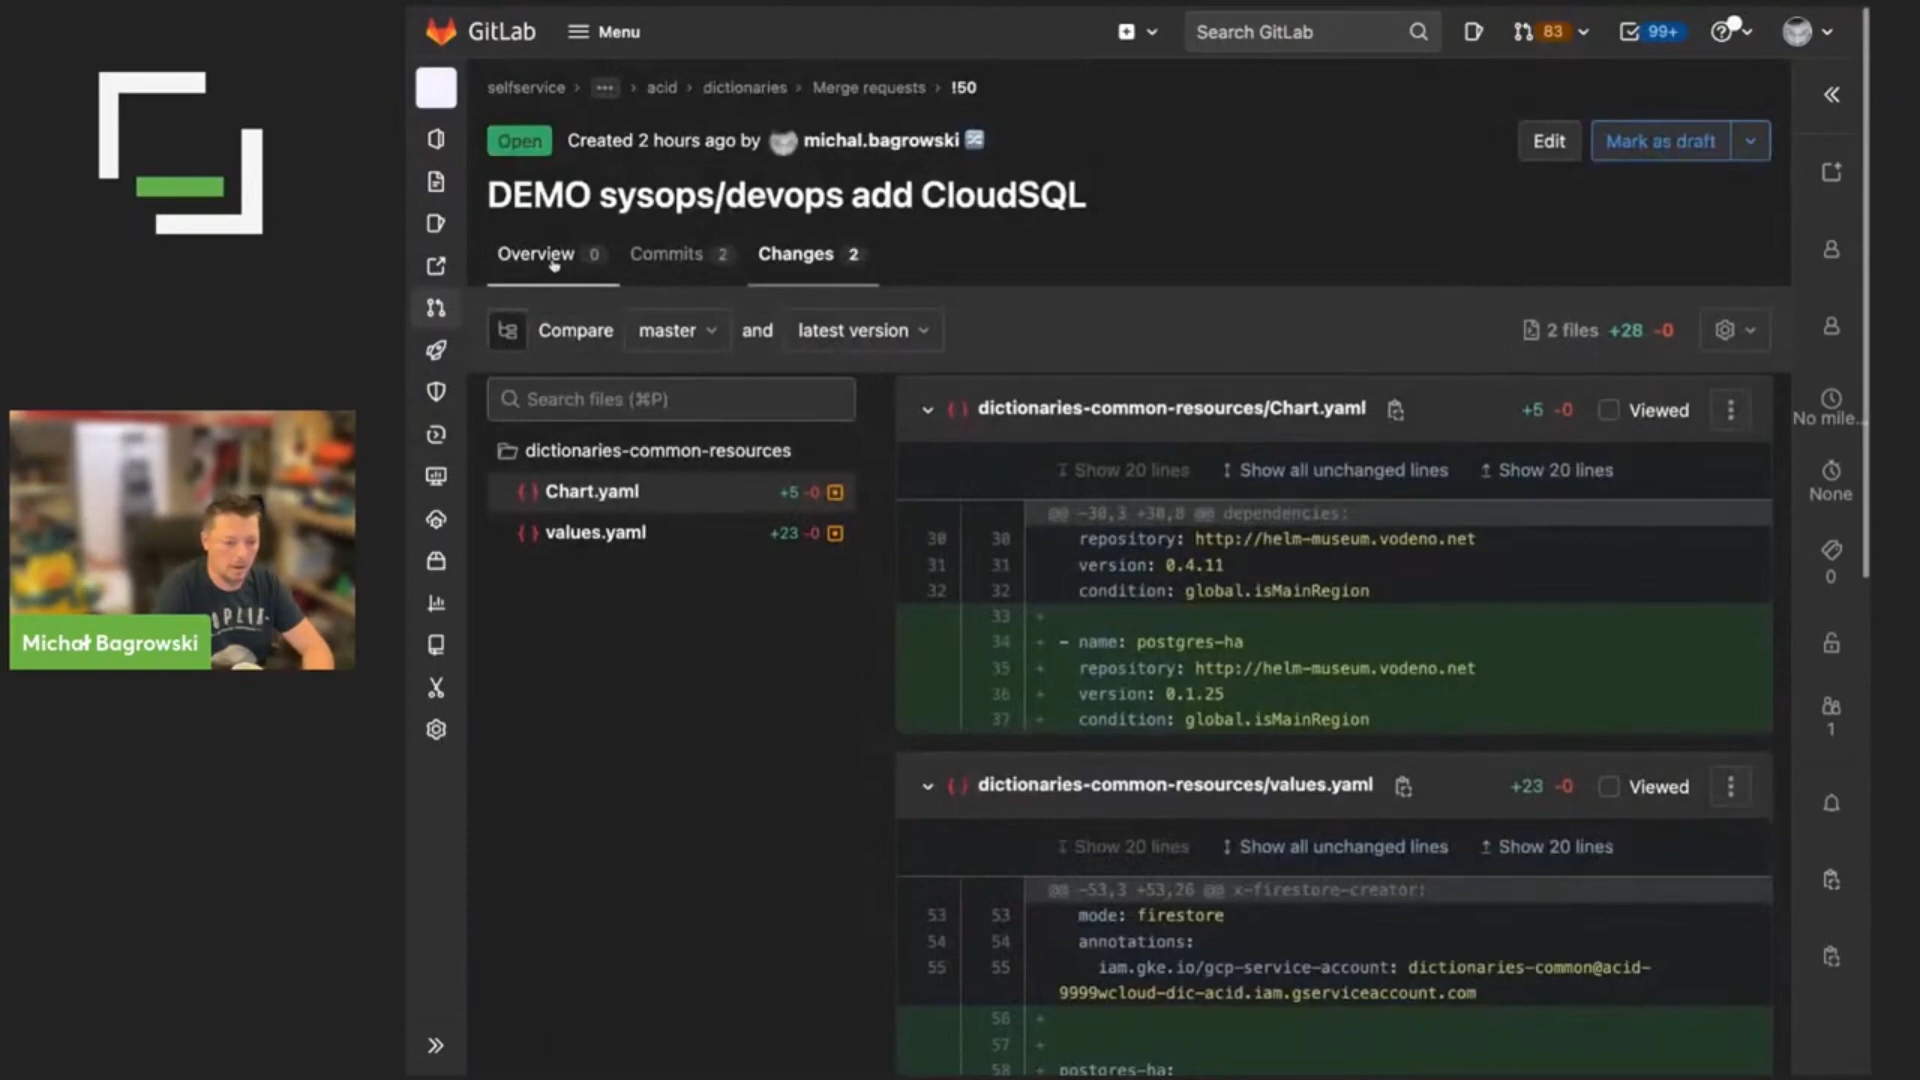 GitLab
Menu
Search GitLab
83
99+
selfservice › ... › acid › dictionaries › Merge requests › !50
Open
Created 2 hours ago by michal.bagrowski
Edit
Mark as draft
DEMO sysops/devops add CloudSQL
Overview 0
Commits 2
Changes 2
Compare master and latest version
2 files +28 -0
Search files (⌘P)
dictionaries-common-resources
Chart.yaml +5 -0
values.yaml +23 -0
dictionaries-common-resources/Chart.yaml
+5 -0 Viewed
Show 20 lines Show all unchanged lines Show 20 lines
@@ -30,3 +30,8 @@ dependencies:
30 30 repository: http://helm-museum.vodeno.net
31 31 version: 0.4.11
32 32 condition: global.isMainRegion
33 +
34 + - name: postgres-ha
35 + repository: http://helm-museum.vodeno.net
36 + version: 0.1.25
37 + condition: global.isMainRegion
dictionaries-common-resources/values.yaml
+23 -0 Viewed
Show 20 lines Show all unchanged lines Show 20 lines
@@ -53,3 +53,26 @@ x-firestore-creator:
53 53 mode: firestore
54 54 annotations:
55 55 iam.gke.io/gcp-service-account: dictionaries-common@acid-
9999wcloud-dic-acid.iam.gserviceaccount.com
56 +
57 +
58 + postgres-ha:
No mile...
None
0
1
Michał Bagrowski